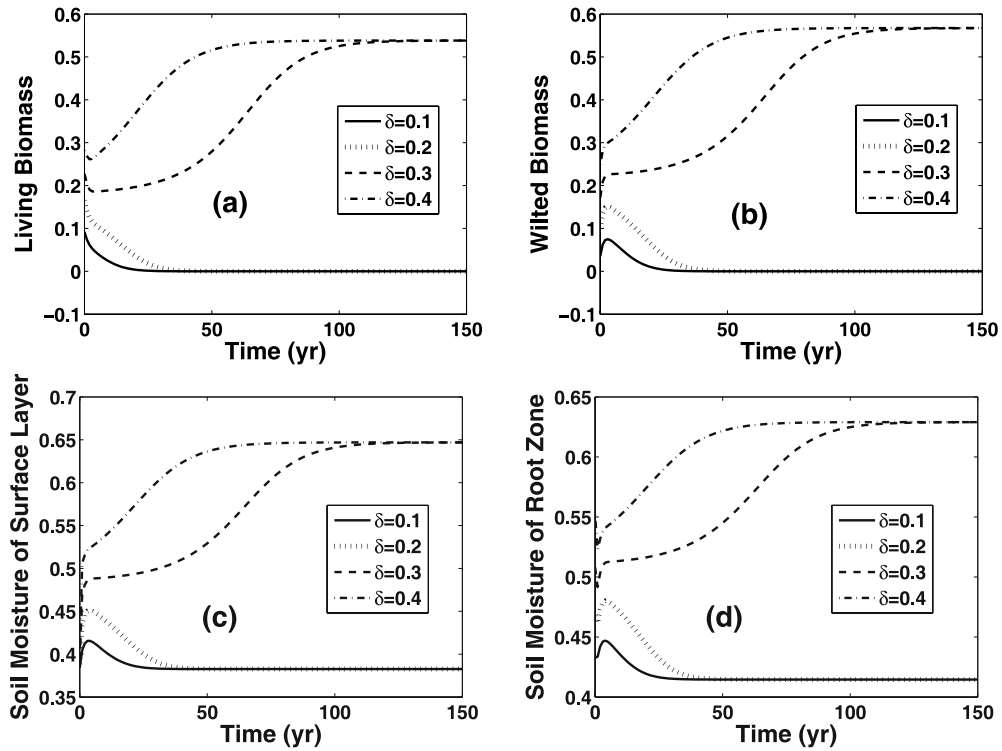 0.6
0.5
0.4
0.3
0.2
0.1
0
−0.1
Living Biomass
δ=0.1
δ=0.2
δ=0.3
δ=0.4
(a)
0 50 100 150
Time (yr)
0.6
0.5
0.4
0.3
0.2
0.1
0
−0.1
Wilted Biomass
δ=0.1
δ=0.2
δ=0.3
δ=0.4
(b)
0 50 100 150
Time (yr)
0.7
0.65
0.6
0.55
0.5
0.45
0.4
0.35
Soil Moisture of Surface Layer
δ=0.1
δ=0.2
δ=0.3
δ=0.4
(c)
0 50 100 150
Time (yr)
0.65
0.6
0.55
0.5
0.45
0.4
Soil Moisture of Root Zone
δ=0.1
δ=0.2
δ=0.3
δ=0.4
(d)
0 50 100 150
Time (yr)